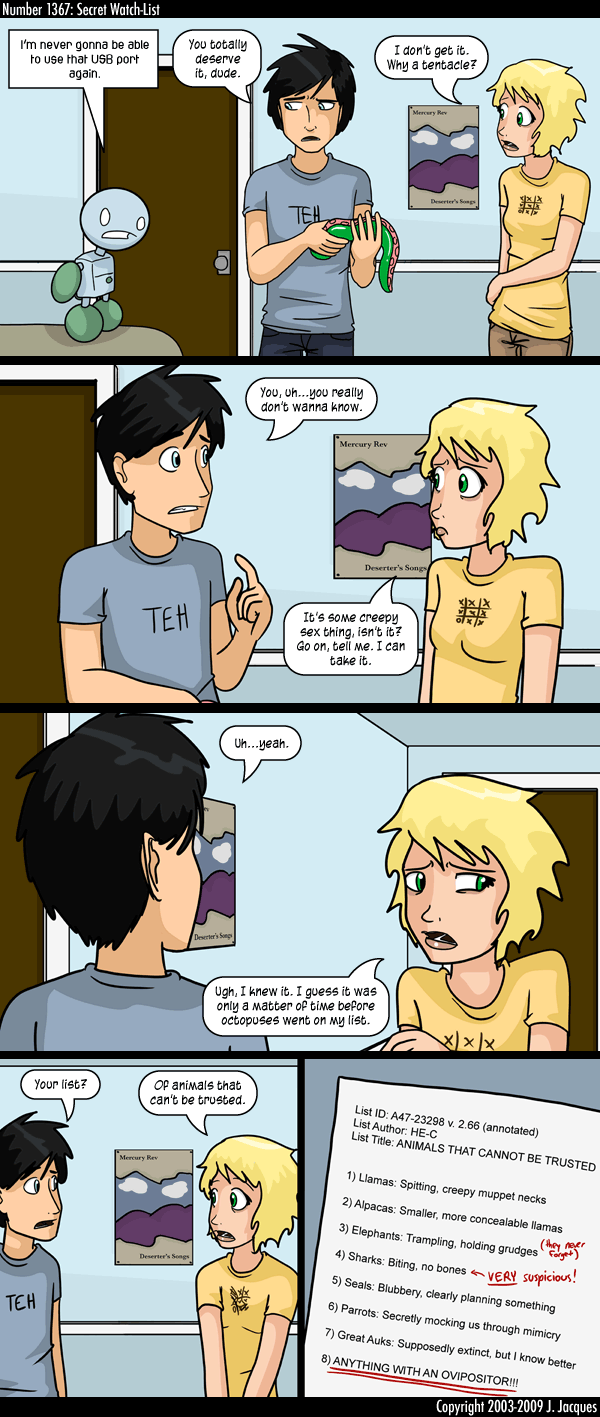 Number 1367: Secret Watch-List
I'm never gonna be able
to use that USB port
again.
You totally
deserve
it, dude.
I don't get it.
Why a tentacle?
Mercury Rev
Deserter's Songs
TEH
X|X|X
X|X|X
O|X|X
You, uh...you really
don't wanna know.
Mercury Rev
Deserter's Songs
TEH
It's some creepy
sex thing, isn't it?
Go on, tell me. I can
take it.
Uh...yeah.
Rev
Deserter's Songs
Ugh, I knew it. I guess it was
only a matter of time before
octopuses went on my list.
X|X|X
Your list?
Of animals that
can't be trusted.
Mercury Rev
Deserter's Songs
TEH
List ID: A47-23298 v. 2.66 (annotated)
List Author: HE-C
List Title: ANIMALS THAT CANNOT BE TRUSTED
1) Llamas: Spitting, creepy muppet necks
2) Alpacas: Smaller, more concealable llamas
3) Elephants: Trampling, holding grudges (they never
forget)
4) Sharks: Biting, no bones ← VERY suspicious!
5) Seals: Blubbery, clearly planning something
6) Parrots: Secretly mocking us through mimicry
7) Great Auks: Supposedly extinct, but I know better
8) ANYTHING WITH AN OVIPOSITOR!!!
Copyright 2003-2009 J. Jacques